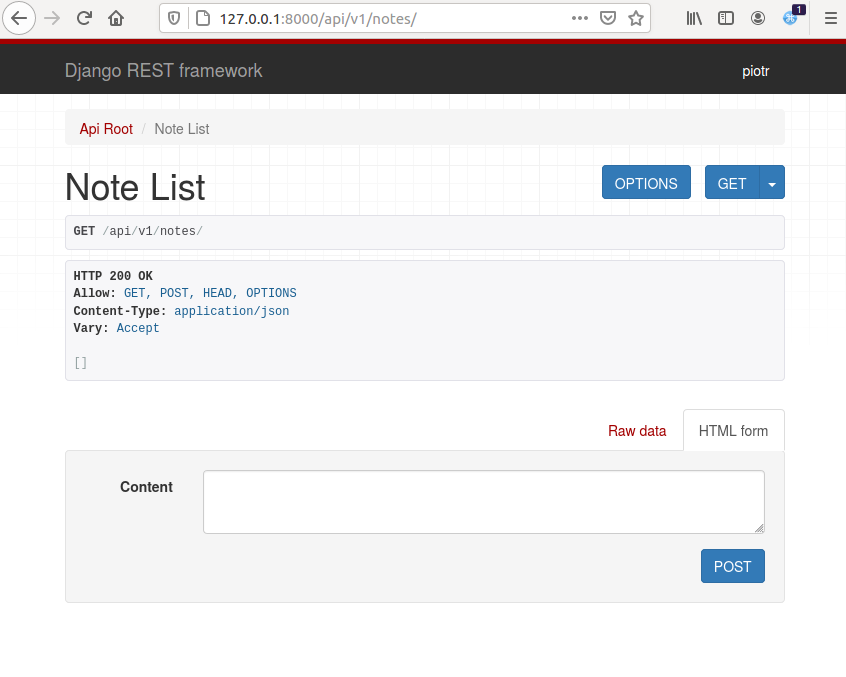 1
127.0.0.1:8000/api/v1/notes/
Django REST framework piotr
Api Root / Note List
Note List OPTIONS GET
GET /api/v1/notes/
HTTP 200 OK
Allow: GET, POST, HEAD, OPTIONS
Content-Type: application/json
Vary: Accept
[]
Raw data HTML form
Content
POST